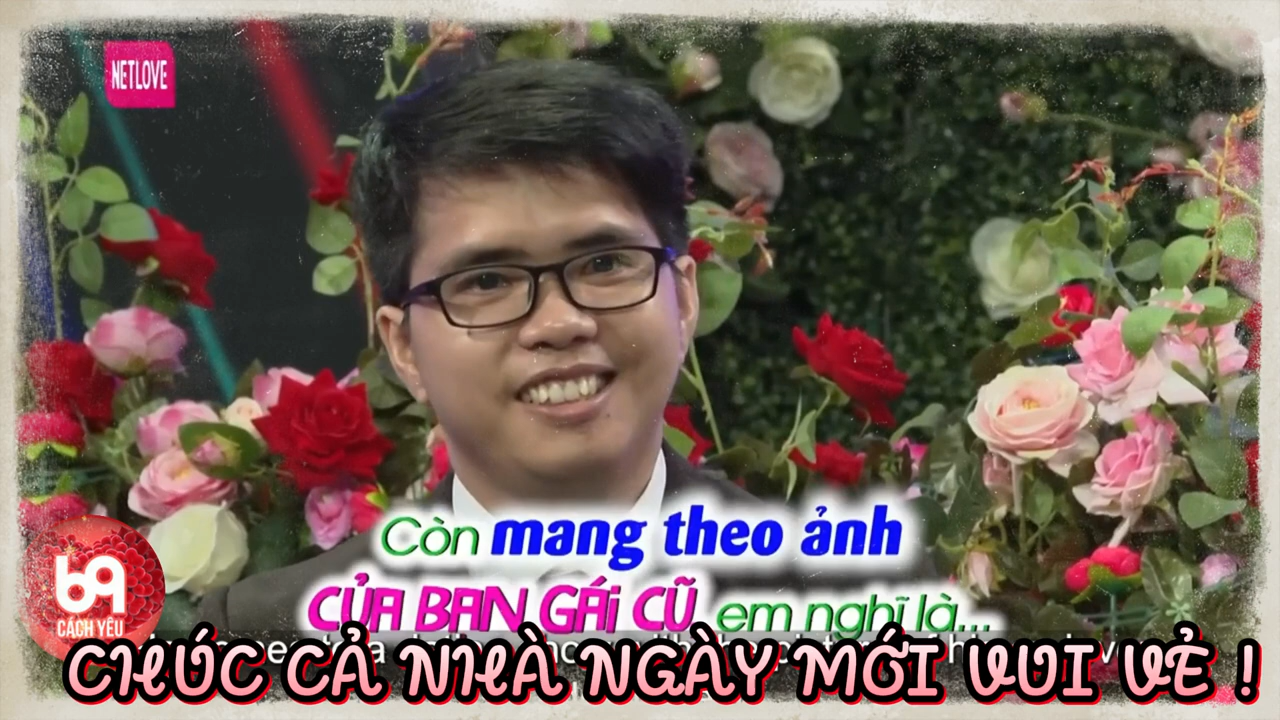 NETLOVE
Còn mang theo ảnh
CỦA BẠN GÁI CŨ em nghĩ là...
69
CÁCH YÊU
CHÚC CẢ NHÀ NGÀY MỚI VUI VẺ !